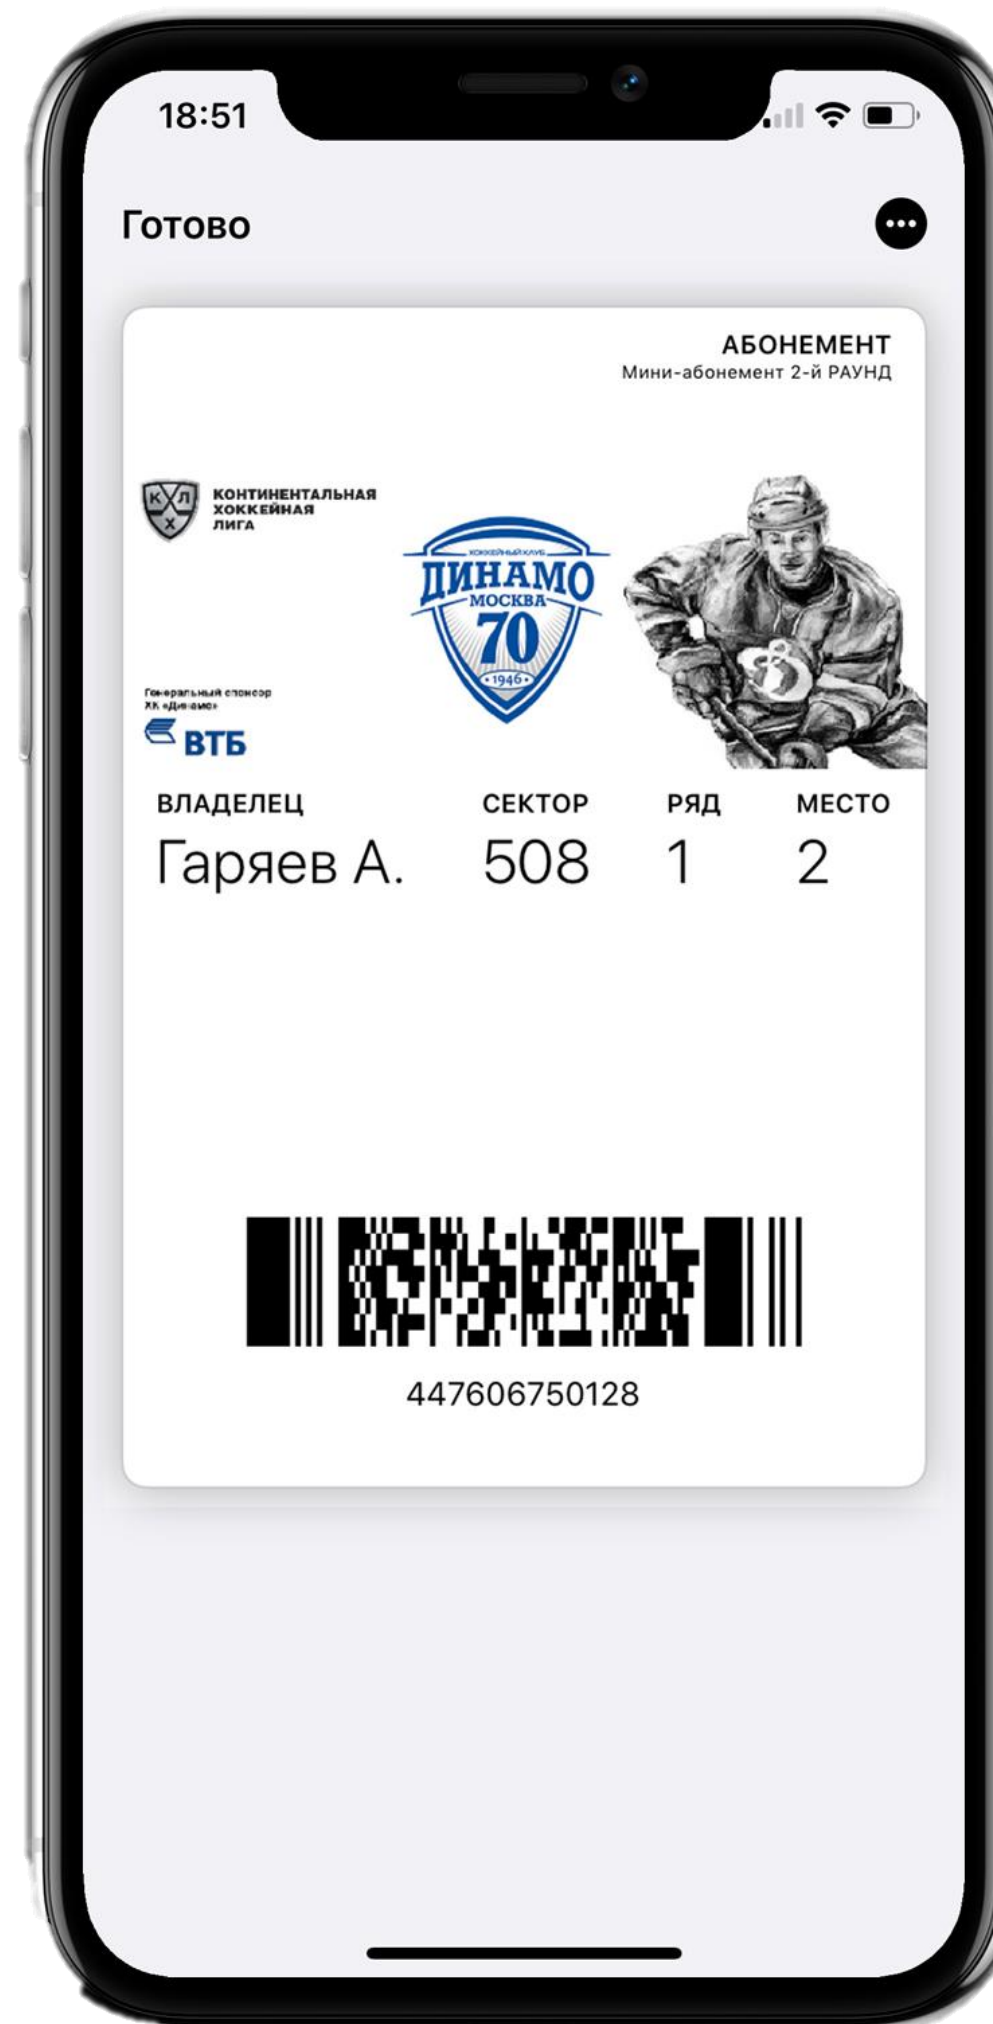 18:51
Готово
АБОНЕМЕНТ
Мини-абонемент 2-й РАУНД
КХЛ
КОНТИНЕНТАЛЬНАЯ
ХОККЕЙНАЯ
ЛИГА
ХОККЕЙНЫЙ КЛУБ
ДИНАМО
МОСКВА
70
•1946•
Генеральный спонсор
ХК «Динамо»
ВТБ
ВЛАДЕЛЕЦ СЕКТОР РЯД МЕСТО
Гаряев А. 508 1 2
447606750128